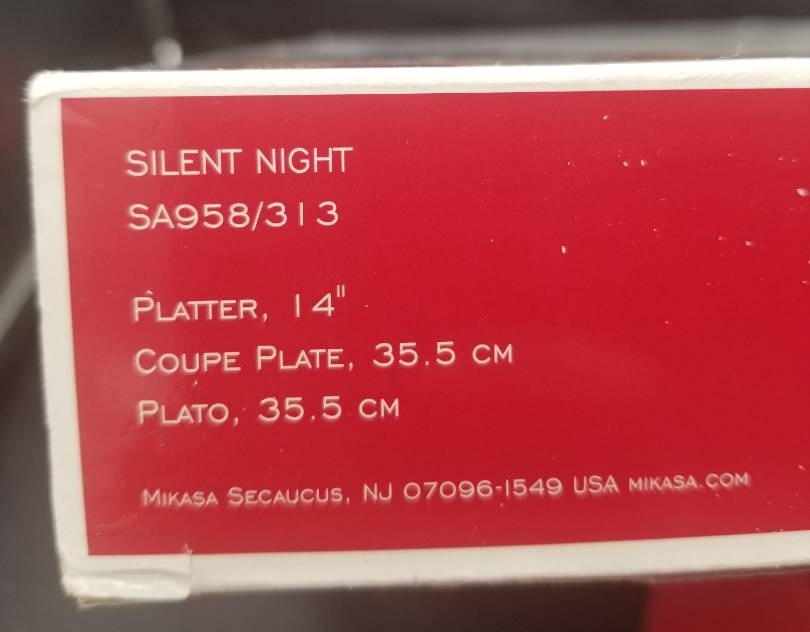 SILENT NIGHT
SA958/313
PLATTER, 14"
COUPE PLATE, 35.5 CM
PLATO, 35.5 CM
MIKASA SECAUCUS, NJ 07096-1549 USA MIKASA.COM